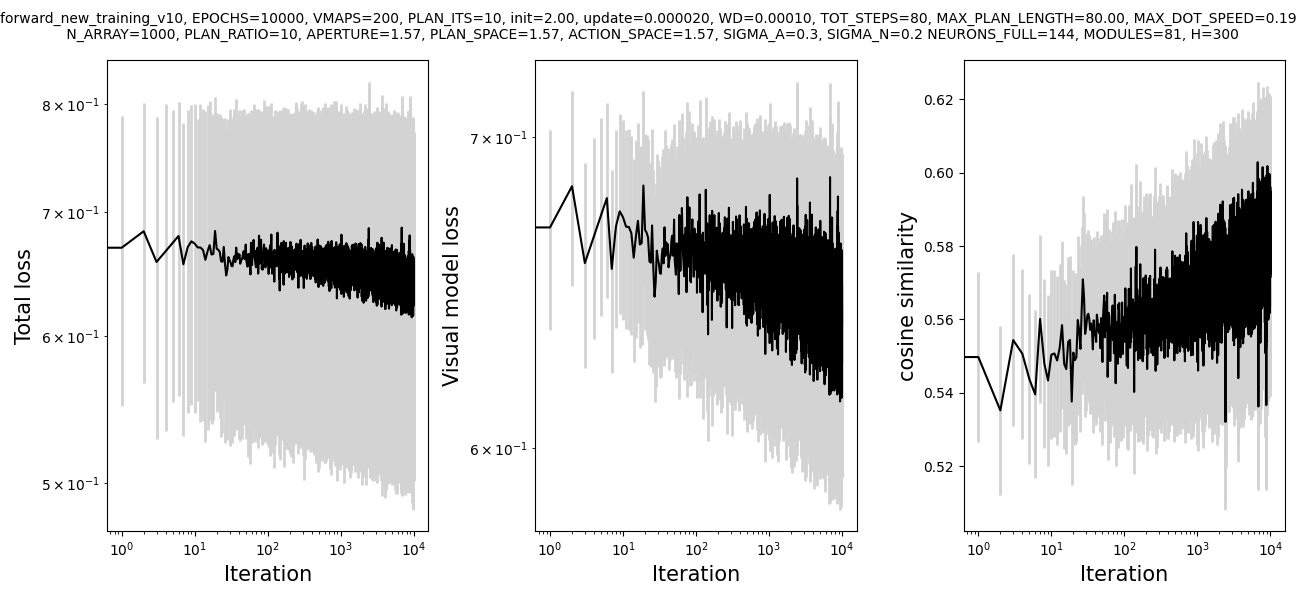 forward_new_training_v10, EPOCHS=10000, VMAPS=200, PLAN_ITS=10, init=2.00, update=0.000020, WD=0.00010, TOT_STEPS=80, MAX_PLAN_LENGTH=80.00, MAX_DOT_SPEED=0.19
N_ARRAY=1000, PLAN_RATIO=10, APERTURE=1.57, PLAN_SPACE=1.57, ACTION_SPACE=1.57, SIGMA_A=0.3, SIGMA_N=0.2 NEURONS_FULL=144, MODULES=81, H=300
Total loss
8 × 10⁻¹
7 × 10⁻¹
6 × 10⁻¹
5 × 10⁻¹
10⁰ 10¹ 10² 10³ 10⁴
Iteration
Visual model loss
7 × 10⁻¹
6 × 10⁻¹
10⁰ 10¹ 10² 10³ 10⁴
Iteration
cosine similarity
0.62
0.60
0.58
0.56
0.54
0.52
10⁰ 10¹ 10² 10³ 10⁴
Iteration